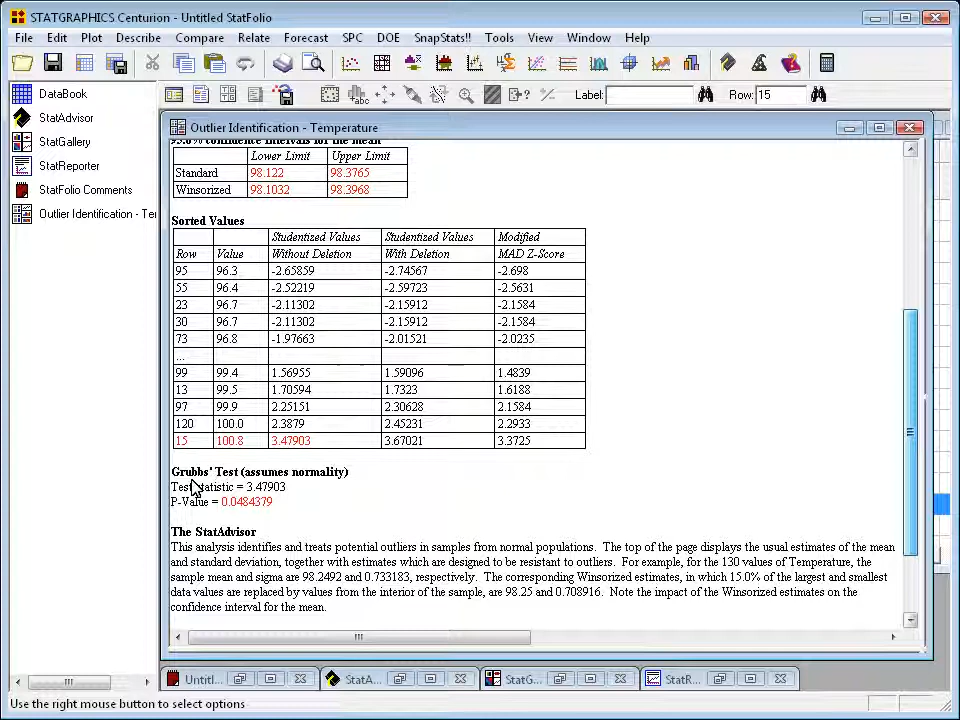 STATGRAPHICS Centurion - Untitled StatFolio
File Edit Plot Describe Compare Relate Forecast SPC DOE SnapStats!! Tools View Window Help
Label: Row: 15
DataBook
StatAdvisor
StatGallery
StatReporter
StatFolio Comments
Outlier Identification - Te
Outlier Identification - Temperature
95.0% confidence intervals for the mean
Lower Limit Upper Limit
Standard 98.122 98.3765
Winsorized 98.1032 98.3968
Sorted Values
Studentized Values Studentized Values Modified
Row Value Without Deletion With Deletion MAD Z-Score
95 96.3 -2.65859 -2.74567 -2.698
55 96.4 -2.52219 -2.59723 -2.5631
23 96.7 -2.11302 -2.15912 -2.1584
30 96.7 -2.11302 -2.15912 -2.1584
73 96.8 -1.97663 -2.01521 -2.0235
...
99 99.4 1.56955 1.59096 1.4839
13 99.5 1.70594 1.7323 1.6188
97 99.9 2.25151 2.30628 2.1584
120 100.0 2.3879 2.45231 2.2933
15 100.8 3.47903 3.67021 3.3725
Grubbs' Test (assumes normality)
Test statistic = 3.47903
P-Value = 0.0484379
The StatAdvisor
This analysis identifies and treats potential outliers in samples from normal populations. The top of the page displays the usual estimates of the mean
and standard deviation, together with estimates which are designed to be resistant to outliers. For example, for the 130 values of Temperature, the
sample mean and sigma are 98.2492 and 0.733183, respectively. The corresponding Winsorized estimates, in which 15.0% of the largest and smallest
data values are replaced by values from the interior of the sample, are 98.25 and 0.708916. Note the impact of the Winsorized estimates on the
confidence interval for the mean.
Untitl... StatA... StatG... StatR...
Use the right mouse button to select options